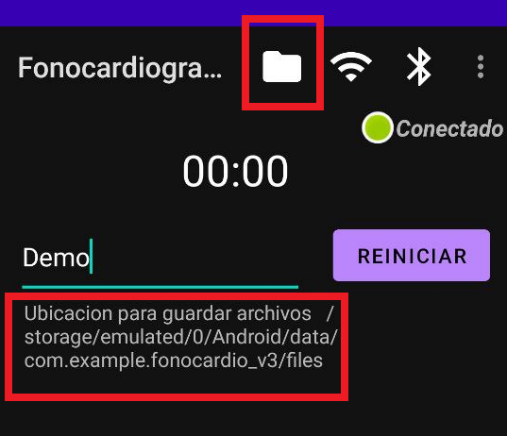 Fonocardiogra...
Conectado
00:00
Demo
REINICIAR
Ubicacion para guardar archivos /
storage/emulated/0/Android/data/
com.example.fonocardio_v3/files